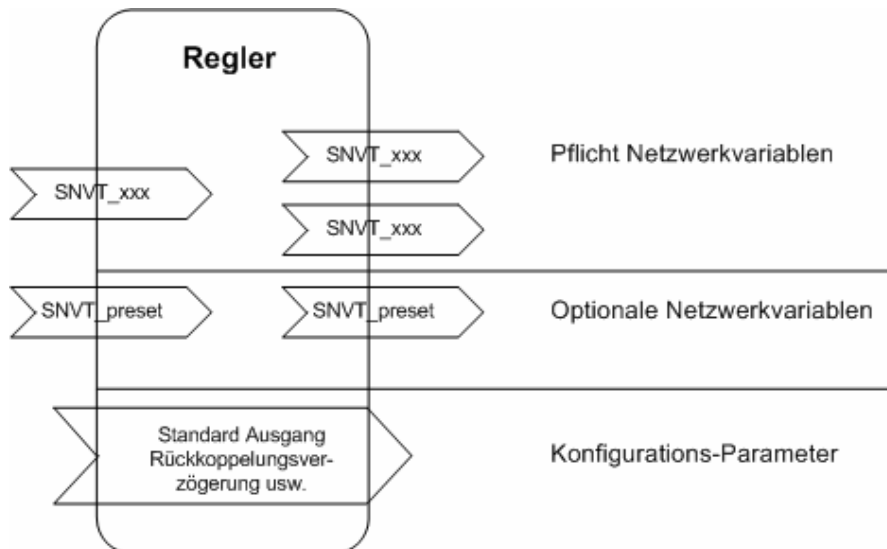 Regler
SNVT_xxx
Pflicht Netzwerkvariablen
SNVT_xxx
SNVT_xxx
SNVT_preset
SNVT_preset
Optionale Netzwerkvariablen
Standard Ausgang
Rückkoppelungsver-
zögerung usw.
Konfigurations-Parameter